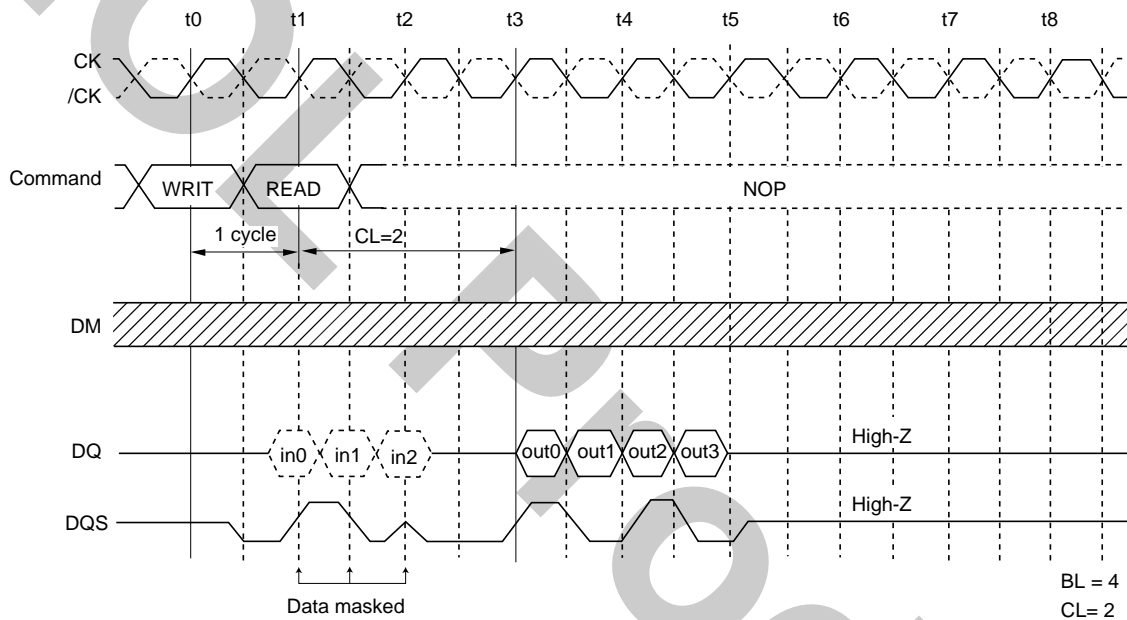 t0 t1 t2 t3 t4 t5 t6 t7 t8
CK
/CK
Command WRIT READ NOP
1 cycle CL=2
DM
DQ in0 in1 in2 out0 out1 out2 out3 High-Z
DQS High-Z
Data masked
BL = 4
CL= 2